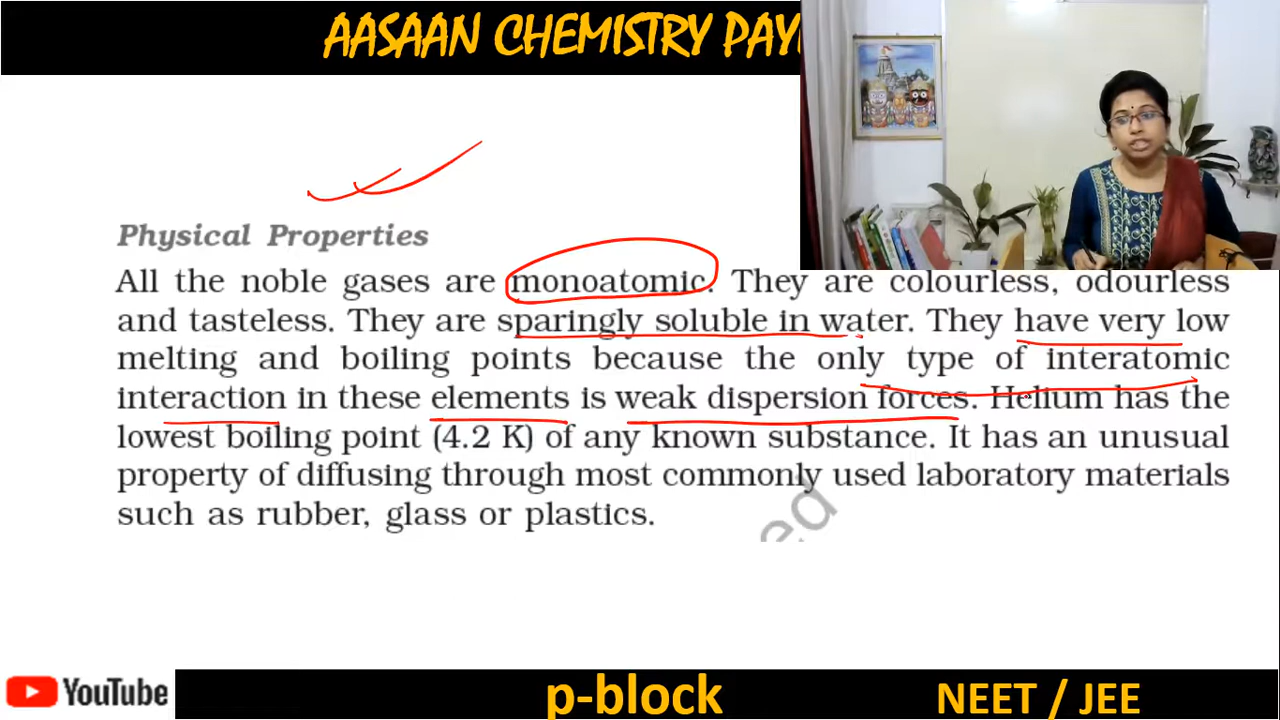 AASAAN CHEMISTRY
Physical Properties
All the noble gases are monoatomic. They are colourless, odourless
and tasteless. They are sparingly soluble in water. They have very low
melting and boiling points because the only type of interatomic
interaction in these elements is weak dispersion forces. Helium has the
lowest boiling point (4.2 K) of any known substance. It has an unusual
property of diffusing through most commonly used laboratory materials
such as rubber, glass or plastics.
YouTube
p-block
NEET / JEE